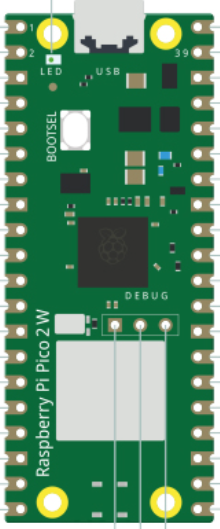 1
2
39
LED
USB
BOOTSEL
DEBUG
Raspberry Pi Pico 2 W